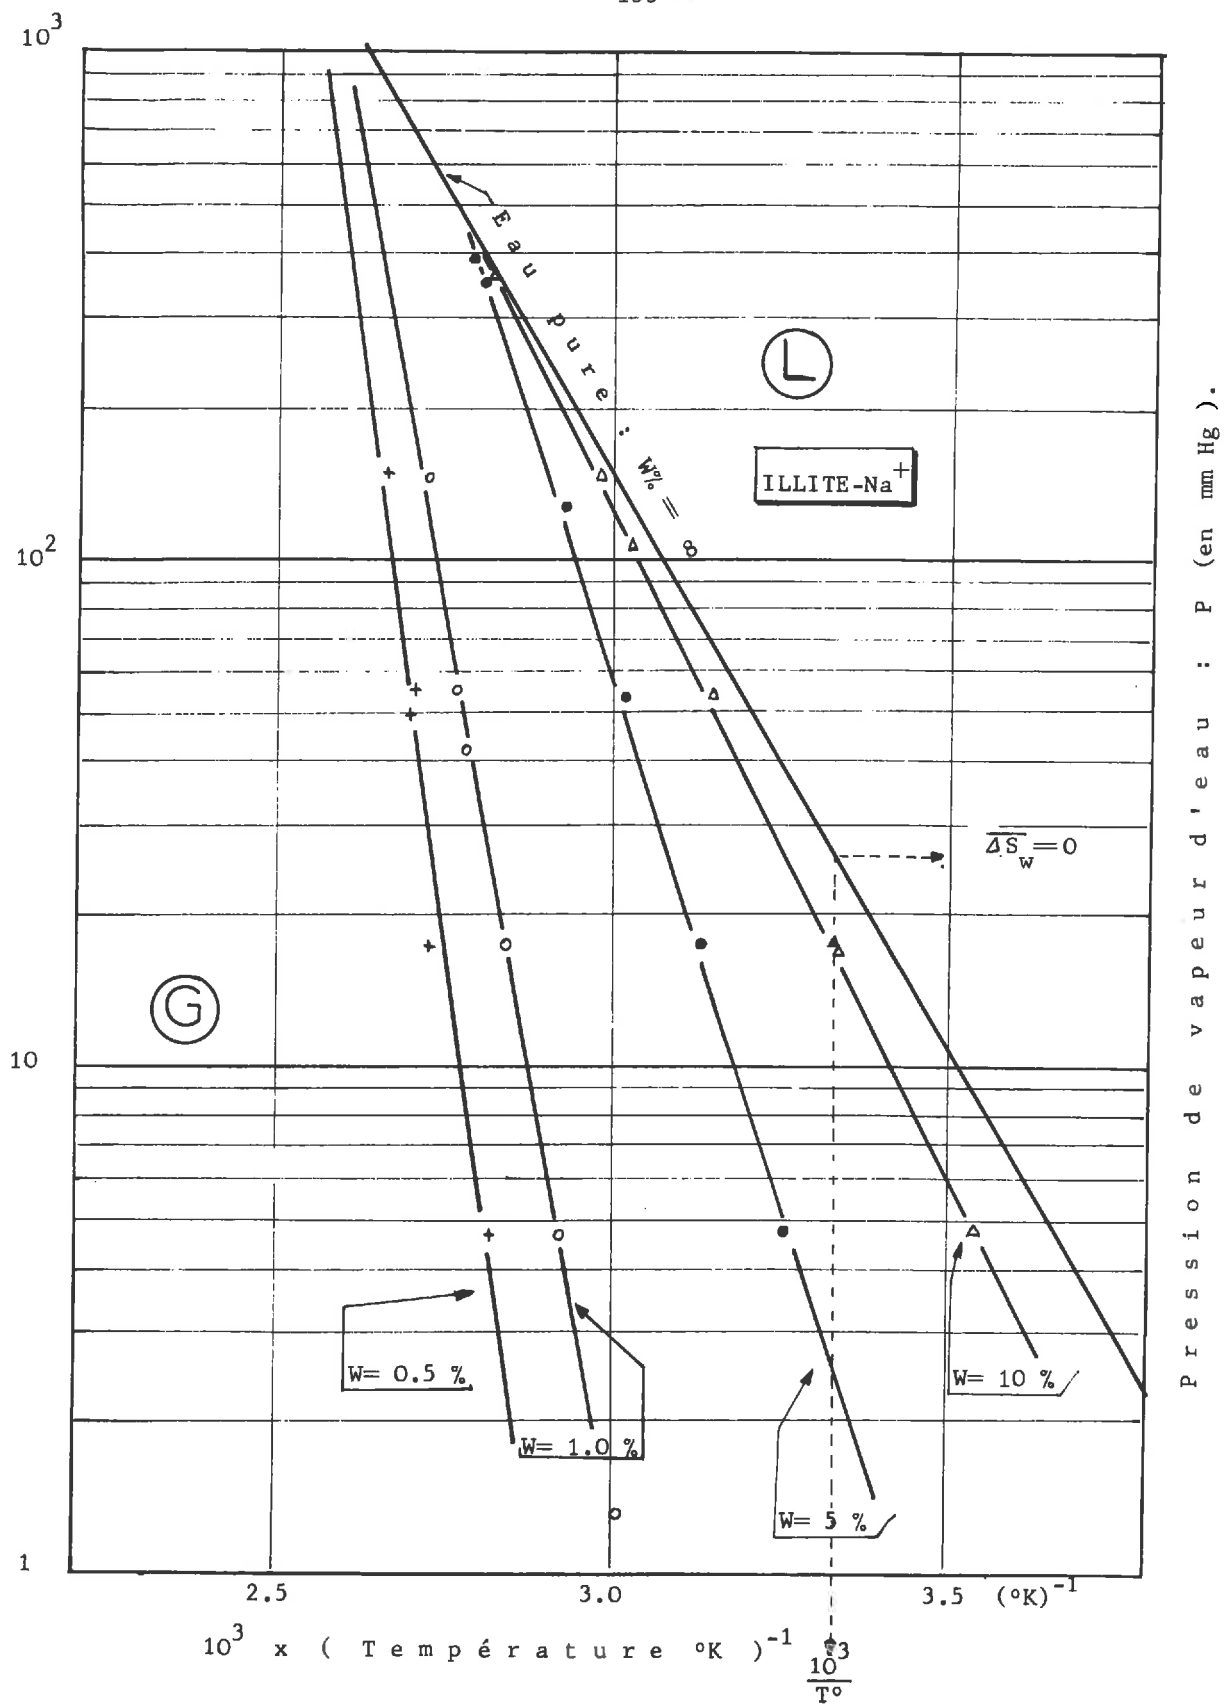 10³
Eau pure : W% = ∞
L
ILLITE-Na⁺
10²
Pression de vapeur d'eau : P (en mm Hg).
ΔS̅w = 0
G
10
W= 0.5 %
W= 10 %
W= 1.0 %
W= 5 %
1
2.5 3.0 3.5 (°K)⁻¹
10³ x ( Température °K )⁻¹
10³
T°